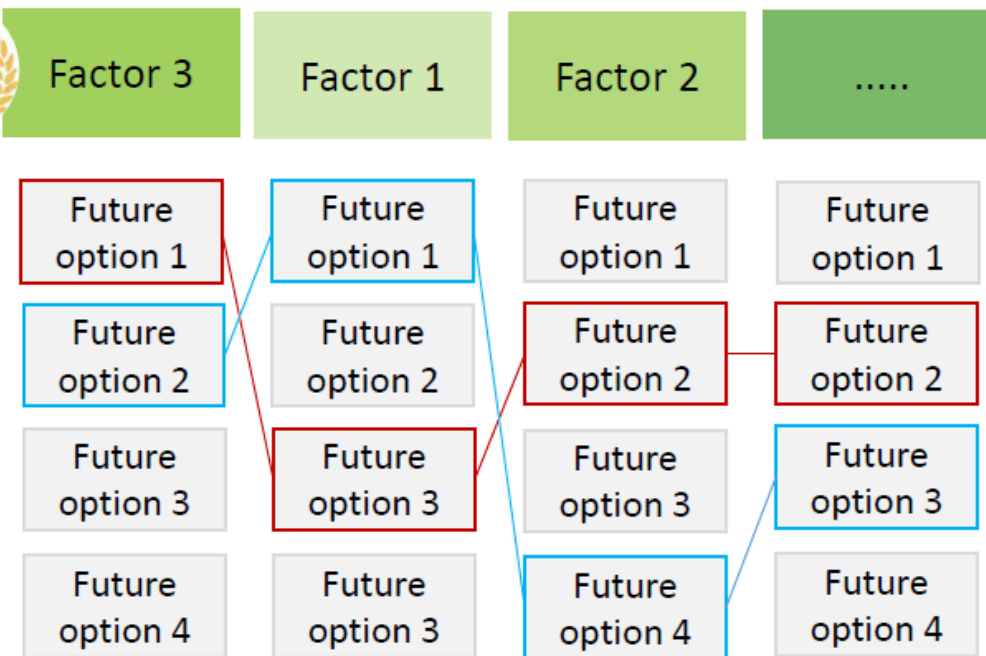 Factor 3
Factor 1
Factor 2
.....
Future
option 1
Future
option 1
Future
option 1
Future
option 1
Future
option 2
Future
option 2
Future
option 2
Future
option 2
Future
option 3
Future
option 3
Future
option 3
Future
option 3
Future
option 4
Future
option 3
Future
option 4
Future
option 4